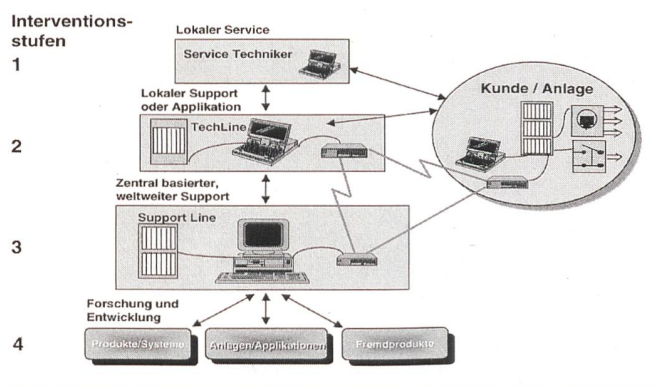 Interventions-
stufen
Lokaler Service
1
Service Techniker
Kunde / Anlage
Lokaler Support
oder Applikation
2
TechLine
Zentral basierter,
weltweiter Support
3
Support Line
Forschung und
Entwicklung
4
Produkte/Systeme
Anlagen/Applikationen
Fremdprodukte